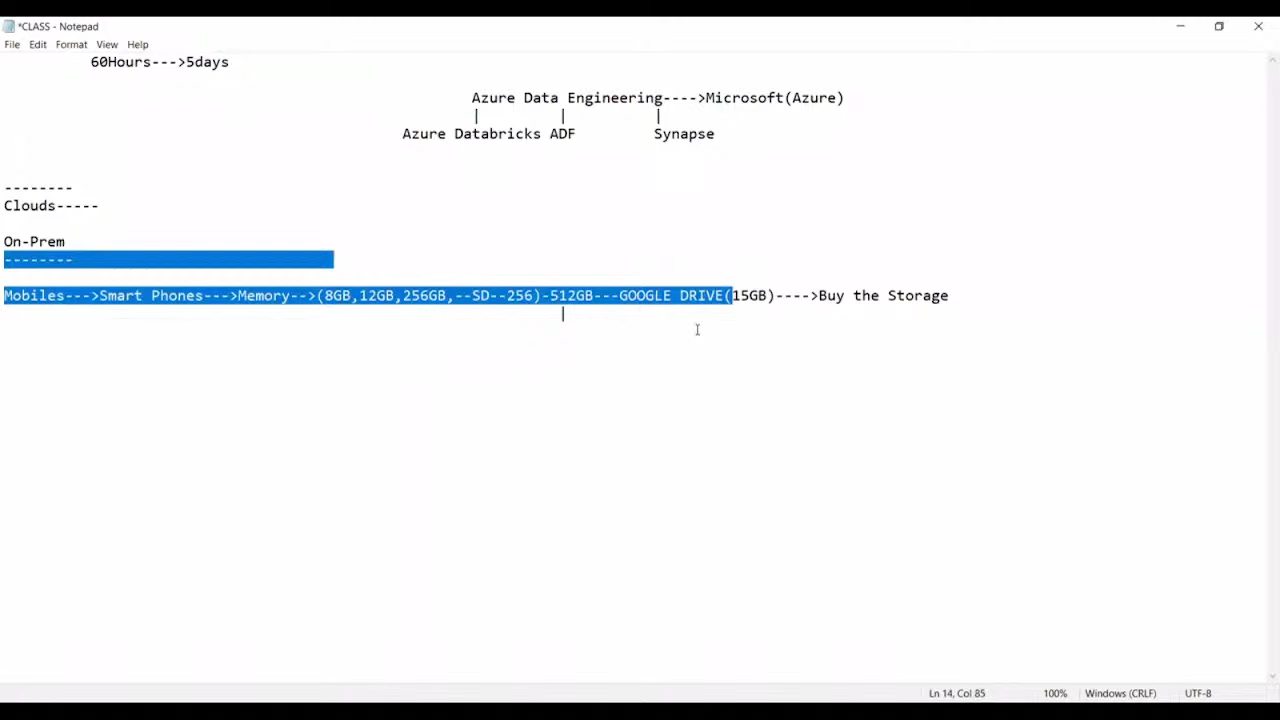 *CLASS - Notepad
File Edit Format View Help
60Hours--->5days
Azure Data Engineering---->Microsoft(Azure)
| | |
Azure Databricks ADF Synapse
--------
Clouds-----
On-Prem
--------
Mobiles--->Smart Phones--->Memory-->(8GB,12GB,256GB,--SD--256)-512GB---GOOGLE DRIVE(15GB)---->Buy the Storage
|
Ln 14, Col 85 100% Windows (CRLF) UTF-8